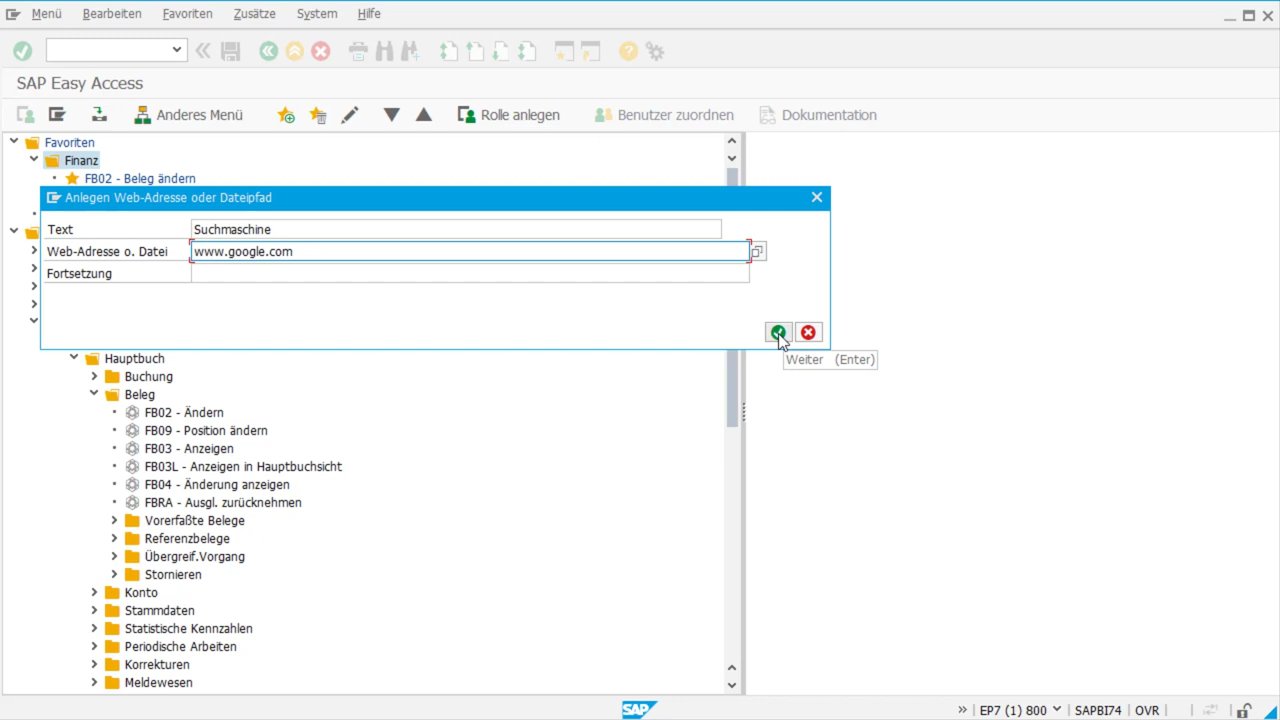 Menü Bearbeiten Favoriten Zusätze System Hilfe
SAP Easy Access
Anderes Menü Rolle anlegen Benutzer zuordnen Dokumentation
Favoriten
Finanz
FB02 - Beleg ändern
Anlegen Web-Adresse oder Dateipfad
Text Suchmaschine
Web-Adresse o. Datei www.google.com
Fortsetzung
Weiter (Enter)
Hauptbuch
Buchung
Beleg
FB02 - Ändern
FB09 - Position ändern
FB03 - Anzeigen
FB03L - Anzeigen in Hauptbuchsicht
FB04 - Änderung anzeigen
FBRA - Ausgl. zurücknehmen
Vorerfaßte Belege
Referenzbelege
Übergreif.Vorgang
Stornieren
Konto
Stammdaten
Statistische Kennzahlen
Periodische Arbeiten
Korrekturen
Meldewesen
SAP EP7 (1) 800 SAPBI74 OVR